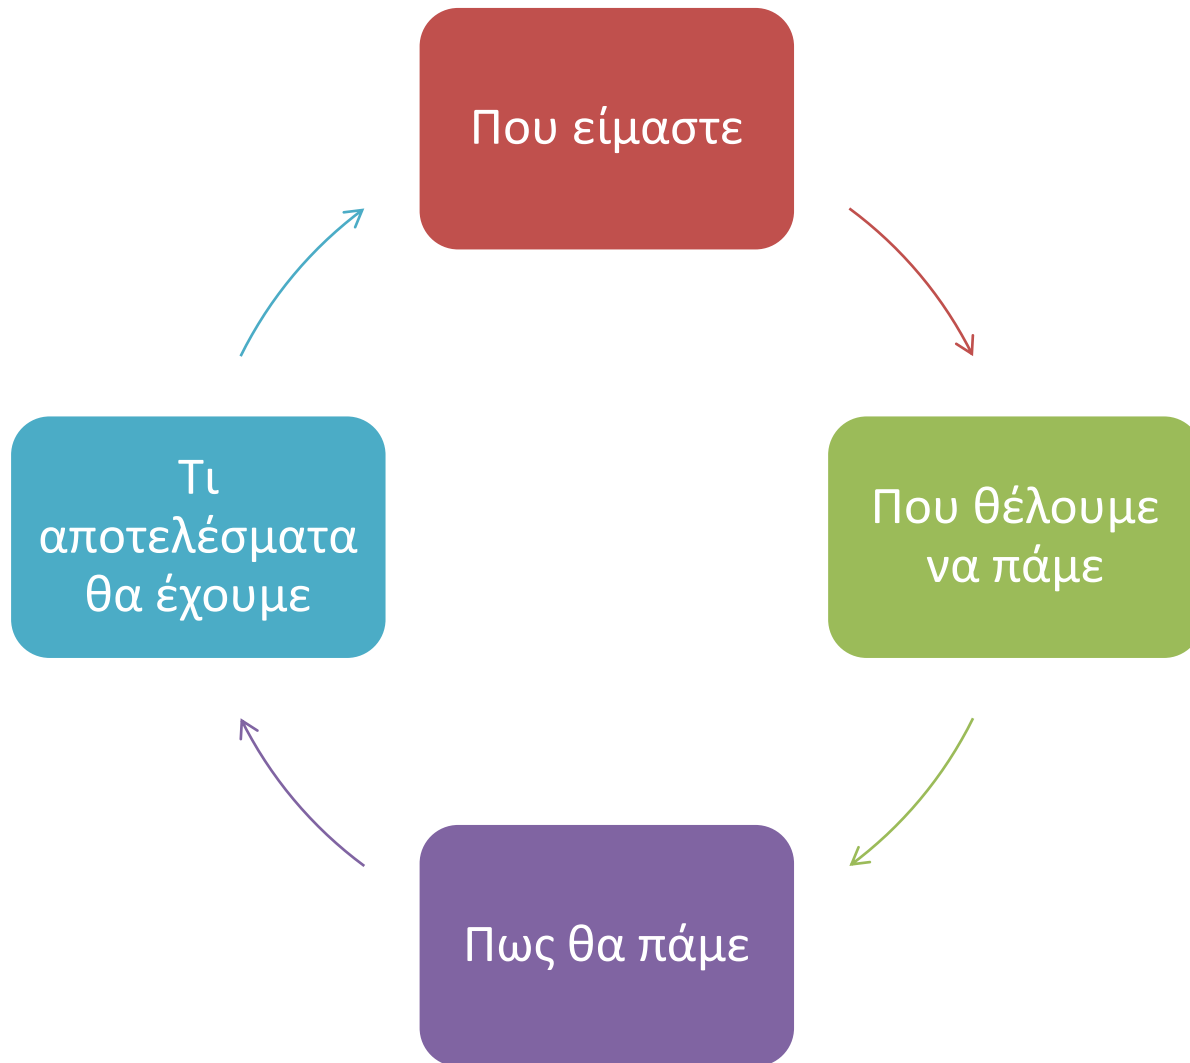 Που είμαστε
Που θέλουμε
να πάμε
Πως θα πάμε
Τι
αποτελέσματα
θα έχουμε